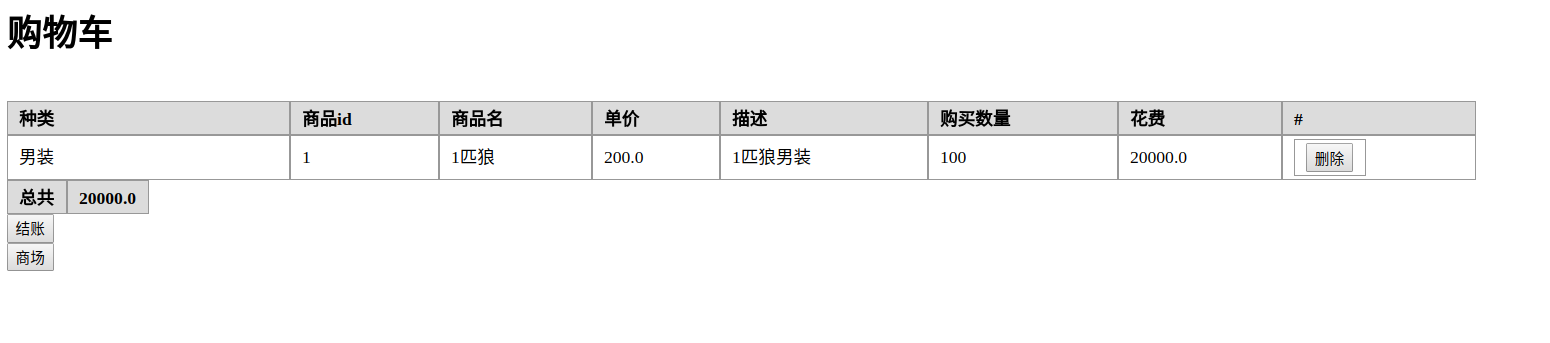 购物车
种类 商品id 商品名 单价 描述 购买数量 花费 #
男装 1 1匹狼 200.0 1匹狼男装 100 20000.0 删除
总共 20000.0
结账
商场